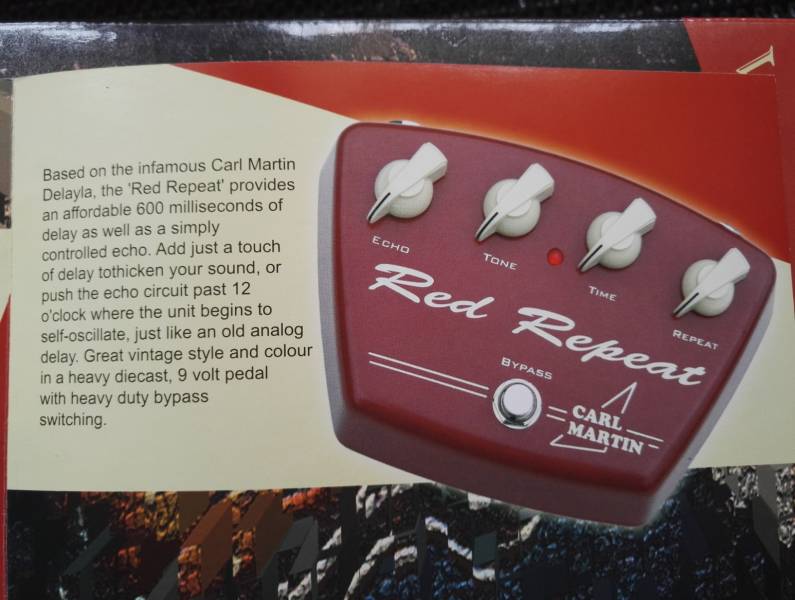 Based on the infamous Carl Martin
Delayla, the 'Red Repeat' provides
an affordable 600 milliseconds of
delay as well as a simply
controlled echo. Add just a touch
of delay tothicken your sound, or
push the echo circuit past 12
o'clock where the unit begins to
self-oscillate, just like an old analog
delay. Great vintage style and colour
in a heavy diecast, 9 volt pedal
with heavy duty bypass
switching.
ECHO
TONE
TIME
REPEAT
Red Repeat
BYPASS
CARL
MARTIN